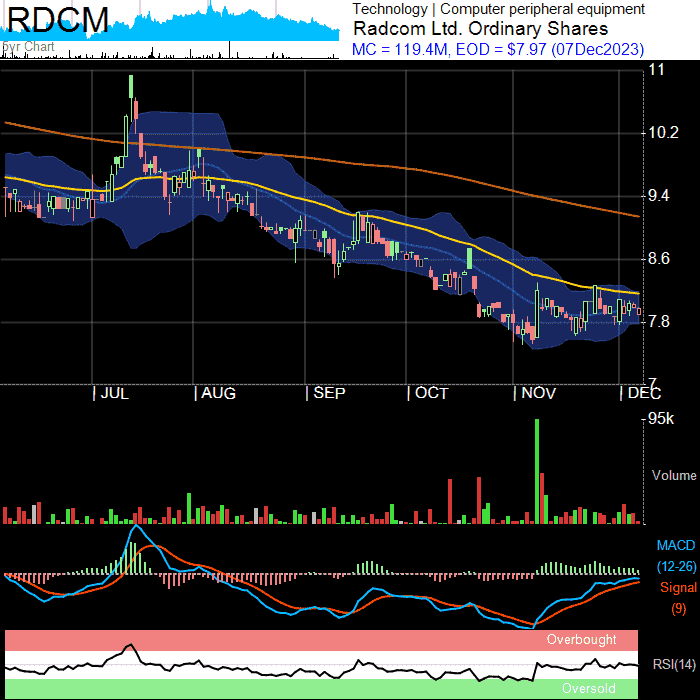 RDCM
5yr Chart
Technology | Computer peripheral equipment
Radcom Ltd. Ordinary Shares
MC = 119.4M, EOD = $7.97 (07Dec2023)
11
10.2
9.4
8.6
7.8
7
JUL AUG SEP OCT NOV DEC
95k
Volume
MACD
(12-26)
Signal
(9)
Overbought
RSI(14)
Oversold